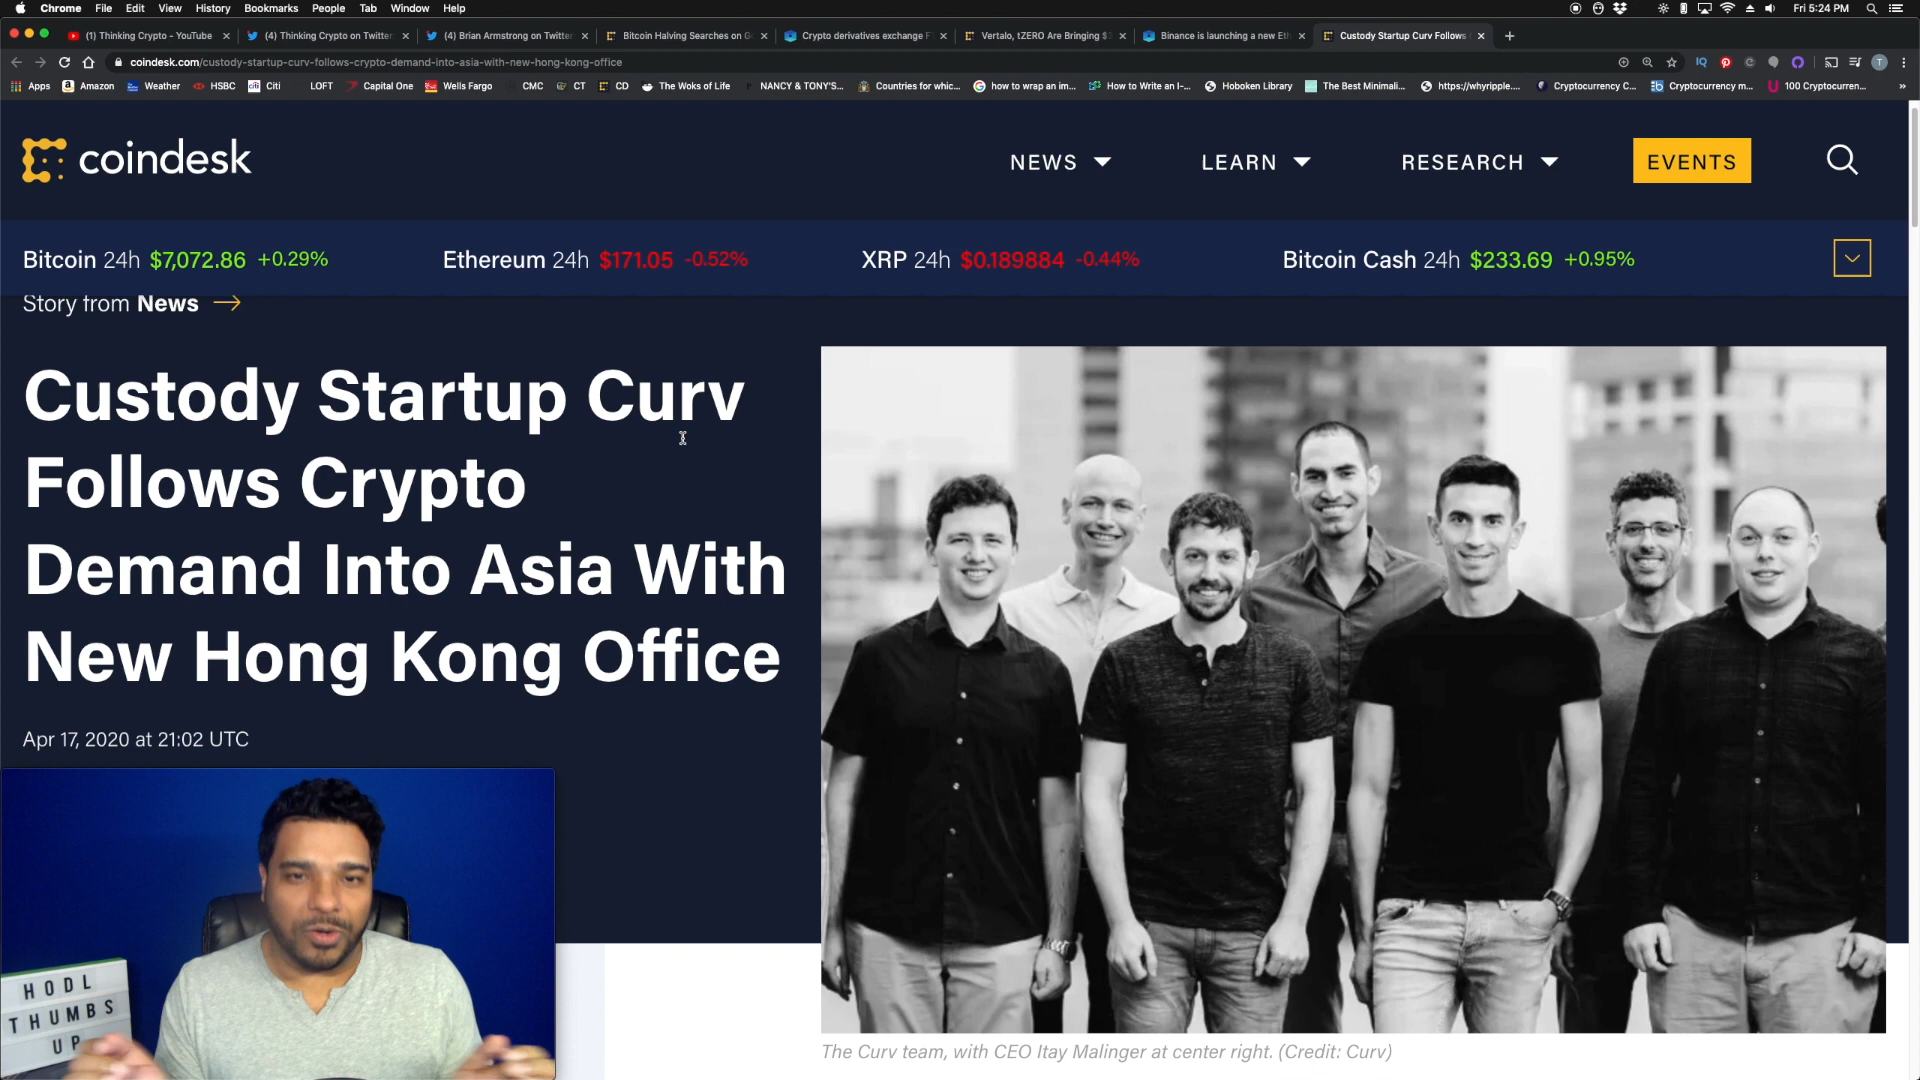 Chrome File Edit View History Bookmarks People Tab Window Help
Fri 5:24 PM
(1) Thinking Crypto - YouTube
(4) Thinking Crypto on Twitter
(4) Brian Armstrong on Twitter
Bitcoin Halving Searches on G
Crypto derivatives exchange F
Vertalo, tZERO Are Bringing $
Binance is launching a new Eth
Custody Startup Curv Follows
coindesk.com/custody-startup-curv-follows-crypto-demand-into-asia-with-new-hong-kong-office
Apps Amazon Weather HSBC Citi LOFT Capital One Wells Fargo CMC CT CD The Woks of Life NANCY & TONY'S... Countries for whic... how to wrap an im... How to Write an I-... Hoboken Library The Best Minimali... https://whyripple.... Cryptocurrency C... Cryptocurrency m... 100 Cryptocurren... »
coindesk
NEWS
LEARN
RESEARCH
EVENTS
Bitcoin 24h $7,072.86 +0.29%
Ethereum 24h $171.05 -0.52%
XRP 24h $0.189884 -0.44%
Bitcoin Cash 24h $233.69 +0.95%
Story from News →
Custody Startup Curv
Follows Crypto
Demand Into Asia With
New Hong Kong Office
Apr 17, 2020 at 21:02 UTC
HODL
THUMBS
UP
The Curv team, with CEO Itay Malinger at center right. (Credit: Curv)